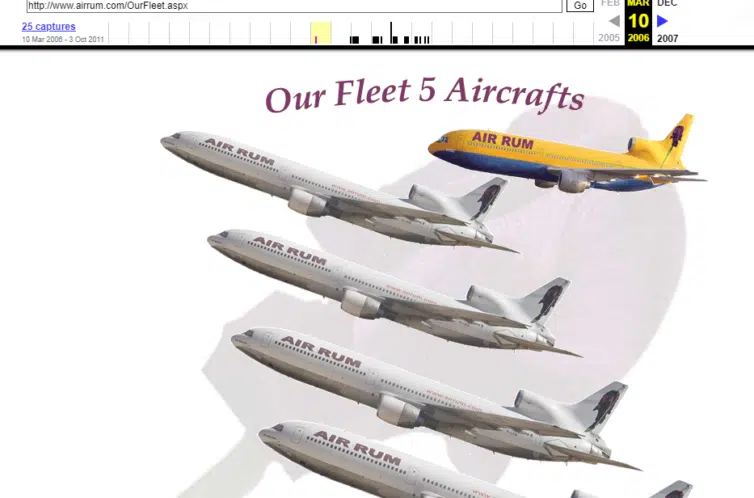 http://www.airrum.com/OurFleet.aspx
Go
FEB
MAR
DEC
25 captures
10
10 Mar 2006 - 3 Oct 2011
2005
2006
2007
Our Fleet 5 Aircrafts
AIR RUM
AIR RUM
AIR RUM
AIR RUM
AIR RUM